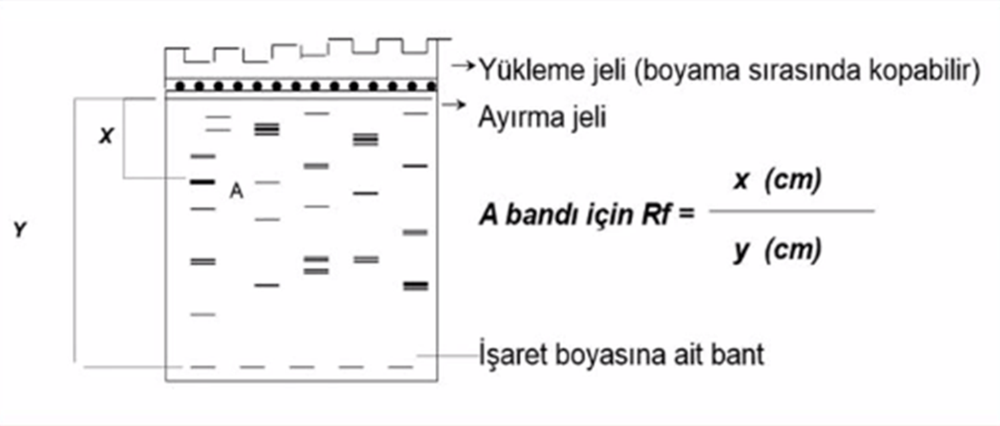 Yükleme jeli (boyama sırasında kopabilir)
Ayırma jeli
X
A
Y
A bandı için Rf =
x (cm)
y (cm)
İşaret boyasına ait bant